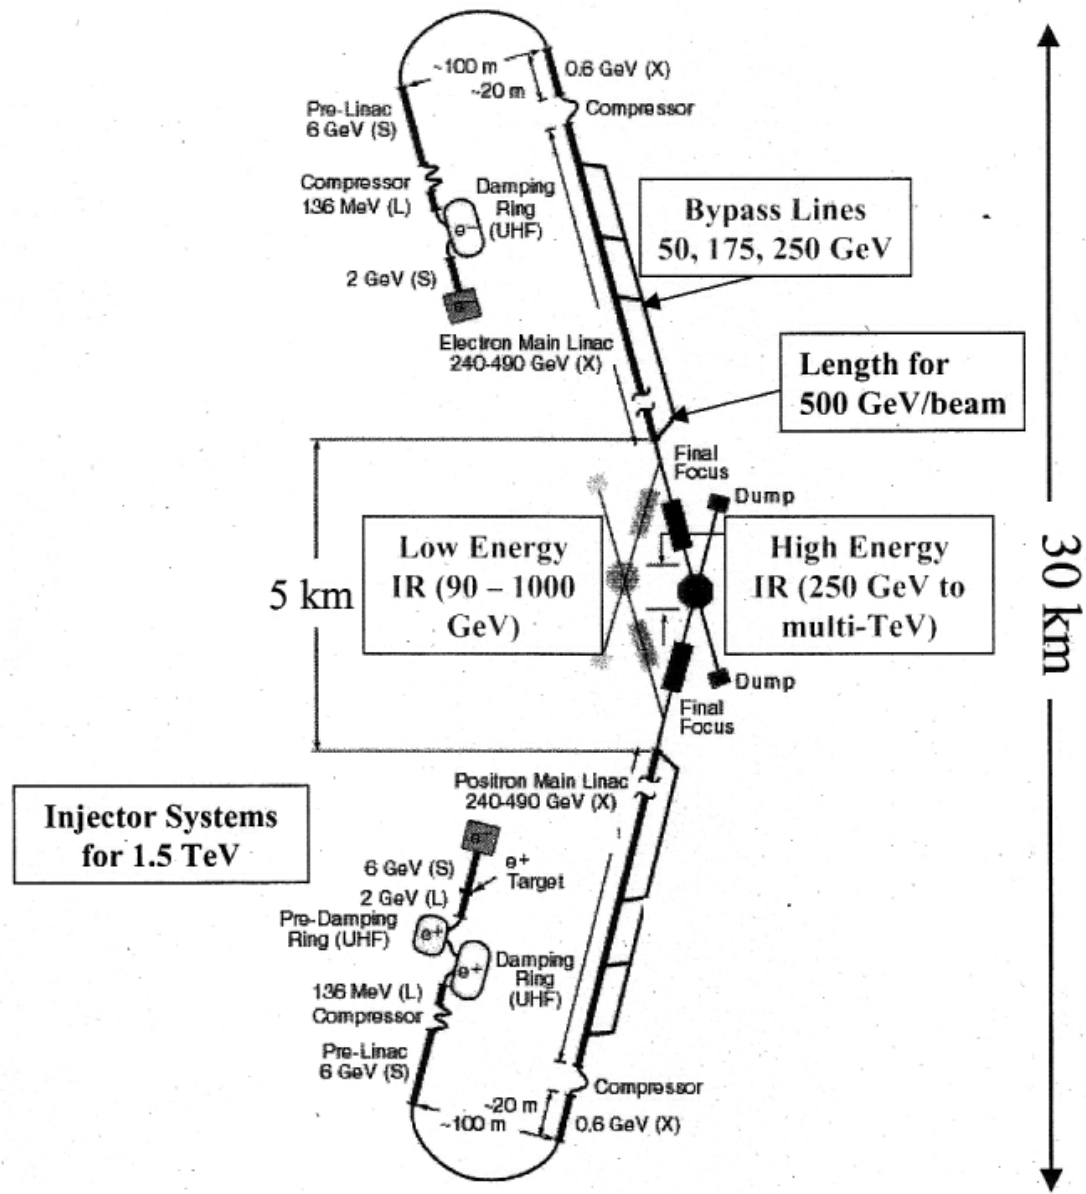 ~100 m
0.6 GeV (X)
~20 m
Compressor
Pre-Linac
6 GeV (S)
Compressor
136 MeV (L)
Damping
Ring
(UHF)
e-
2 GeV (S)
Bypass Lines
50, 175, 250 GeV
Electron Main Linac
240-490 GeV (X)
Length for
500 GeV/beam
Final
Focus
Dump
Low Energy
IR (90 – 1000
GeV)
High Energy
IR (250 GeV to
multi-TeV)
5 km
30 km
Dump
Final
Focus
Positron Main Linac
240-490 GeV (X)
Injector Systems
for 1.5 TeV
e-
6 GeV (S)
e+
Target
2 GeV (L)
Pre-Damping
Ring (UHF)
e+
e+
Damping
Ring
(UHF)
136 MeV (L)
Compressor
Pre-Linac
6 GeV (S)
Compressor
~20 m
~100 m
0.6 GeV (X)